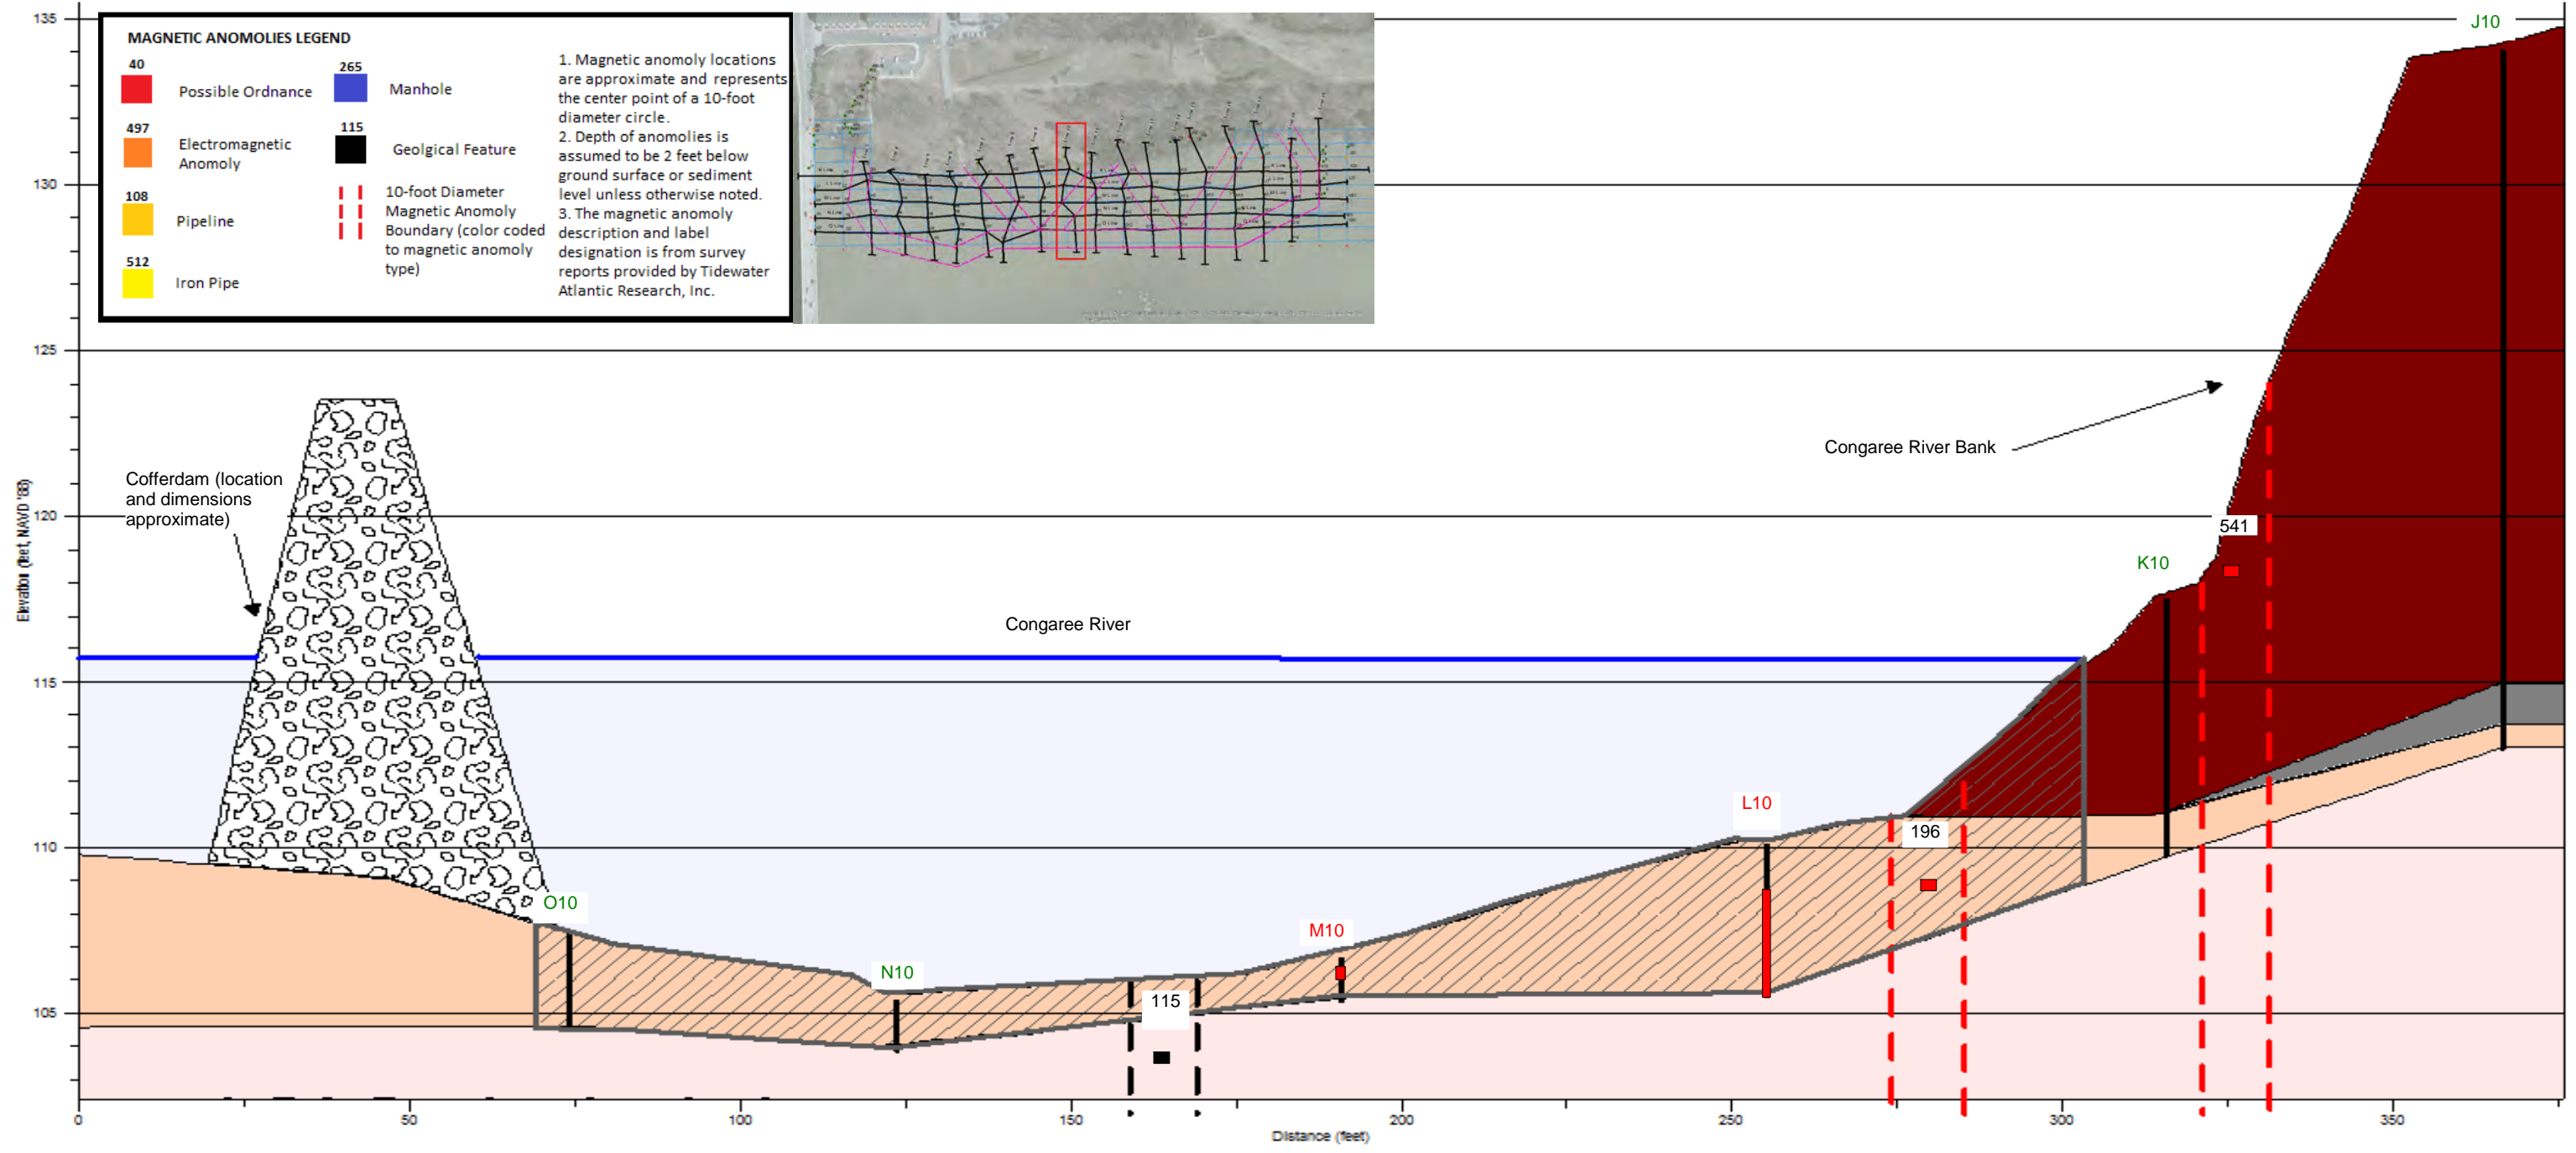 135
130
125
120
115
110
105
Elevation (feet, NAVD '88)
MAGNETIC ANOMOLIES LEGEND
40
Possible Ordnance
497
Electromagnetic
Anomoly
108
Pipeline
512
Iron Pipe
265
Manhole
115
Geolgical Feature
10-foot Diameter
Magnetic Anomoly
Boundary (color coded
to magnetic anomoly
type)
1. Magnetic anomoly locations
are approximate and represents
the center point of a 10-foot
diameter circle.
2. Depth of anomolies is
assumed to be 2 feet below
ground surface or sediment
level unless otherwise noted.
3. The magnetic anomoly
description and label
designation is from survey
reports provided by Tidewater
Atlantic Research, Inc.
J10
Congaree River Bank
Cofferdam (location
and dimensions
approximate)
541
K10
Congaree River
L10
196
O10
M10
N10
115
0
50
100
150
200
250
300
350
Distance (feet)